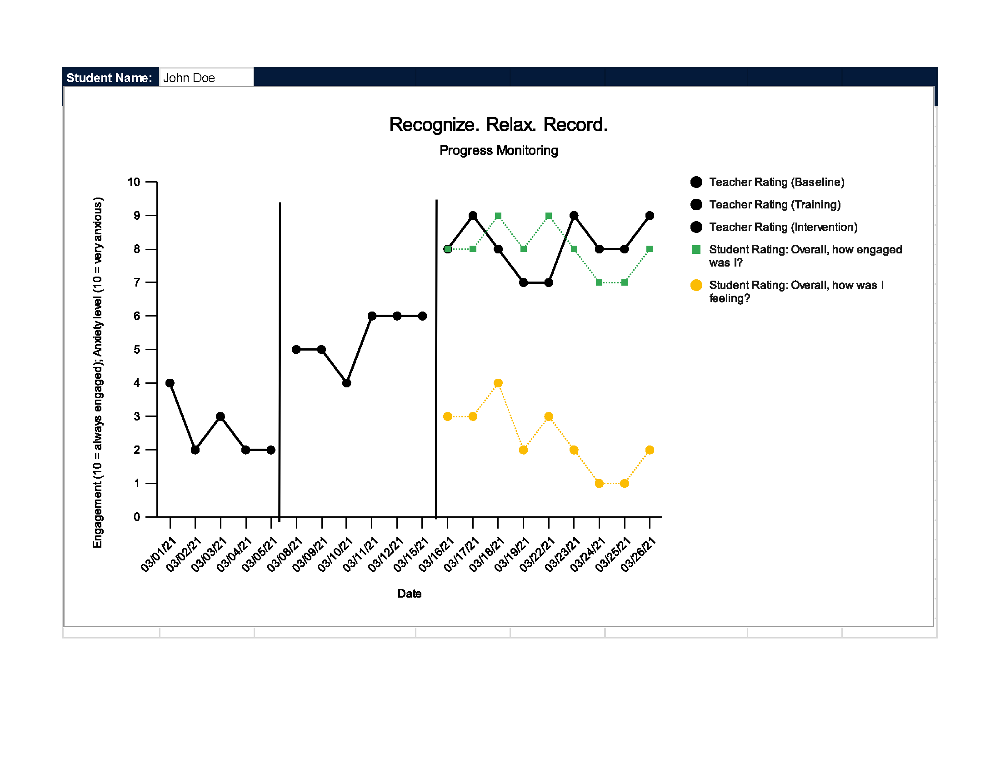 Student Name: John Doe
Recognize. Relax. Record.
Progress Monitoring
Engagement (10 = always engaged); Anxiety level (10 = very anxious)
10
9
8
7
6
5
4
3
2
1
0
03/01/21
03/02/21
03/03/21
03/04/21
03/05/21
03/08/21
03/09/21
03/10/21
03/11/21
03/12/21
03/15/21
03/16/21
03/17/21
03/18/21
03/19/21
03/22/21
03/23/21
03/24/21
03/25/21
03/26/21
Date
Teacher Rating (Baseline)
Teacher Rating (Training)
Teacher Rating (Intervention)
Student Rating: Overall, how engaged
was I?
Student Rating: Overall, how was I
feeling?